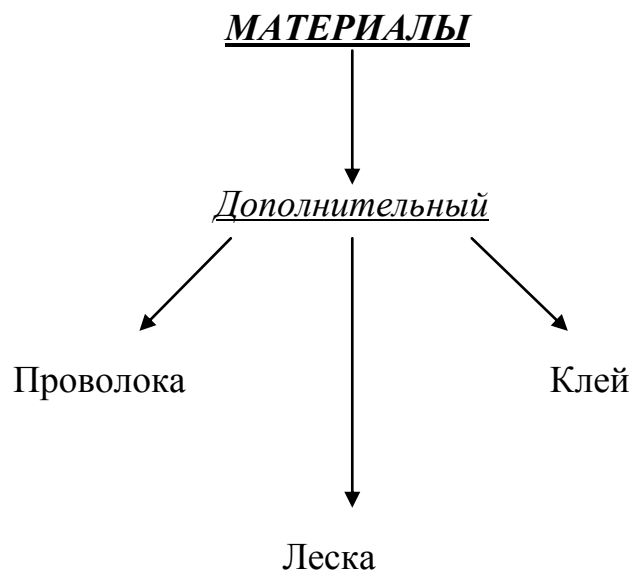 МАТЕРИАЛЫ
Дополнительный
Проволока
Клей
Леска